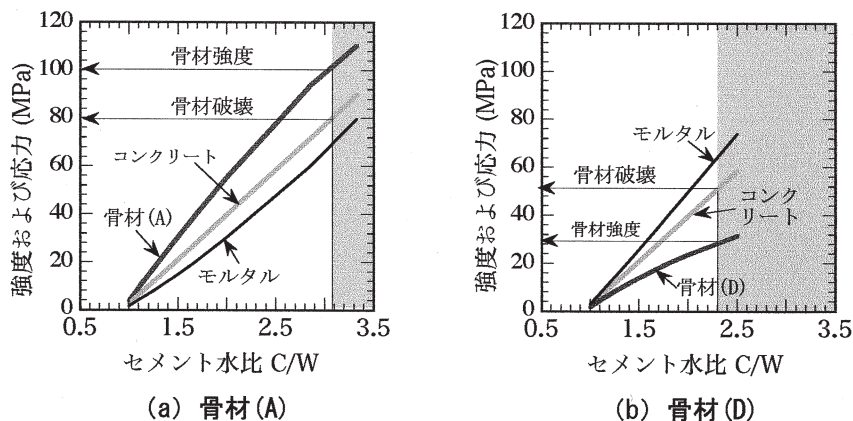 強度および応力 (MPa)
120
100
80
60
40
20
0
骨材強度
骨材破壊
コンクリート
骨材(A)
モルタル
0.5
1.5
2.5
3.5
セメント水比 C/W
(a) 骨材(A)
強度および応力 (MPa)
120
100
80
60
40
20
0
モルタル
骨材破壊
コンク
リート
骨材強度
骨材(D)
0.5
1.5
2.5
3.5
セメント水比 C/W
(b) 骨材(D)